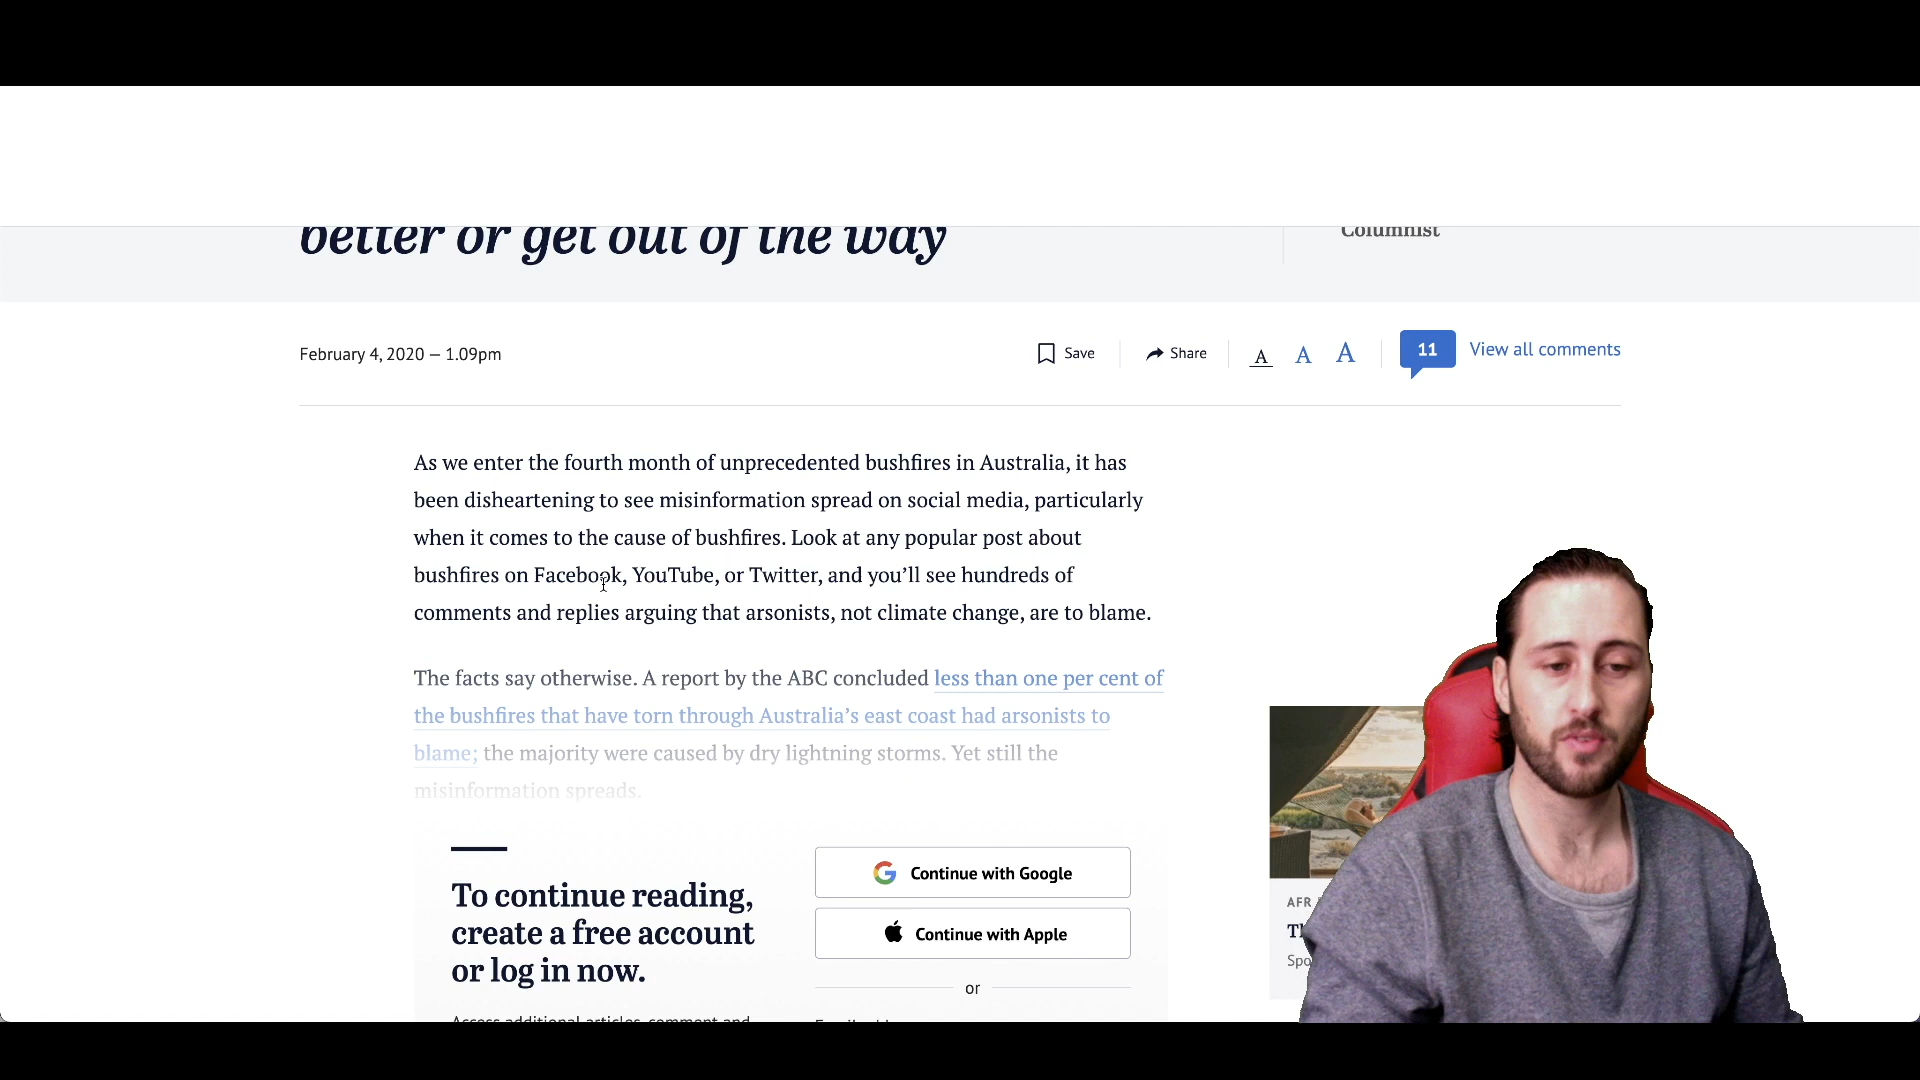 better or get out of the way
Columnist
February 4, 2020 — 1.09pm
Save
Share
A
A
A
11
View all comments
As we enter the fourth month of unprecedented bushfires in Australia, it has
been disheartening to see misinformation spread on social media, particularly
when it comes to the cause of bushfires. Look at any popular post about
bushfires on Facebook, YouTube, or Twitter, and you’ll see hundreds of
comments and replies arguing that arsonists, not climate change, are to blame.
The facts say otherwise. A report by the ABC concluded less than one per cent of
the bushfires that have torn through Australia’s east coast had arsonists to
blame; the majority were caused by dry lightning storms. Yet still the
misinformation spreads.
To continue reading,
create a free account
or log in now.
Access additional articles, comment and
Continue with Google
Continue with Apple
or
AFR